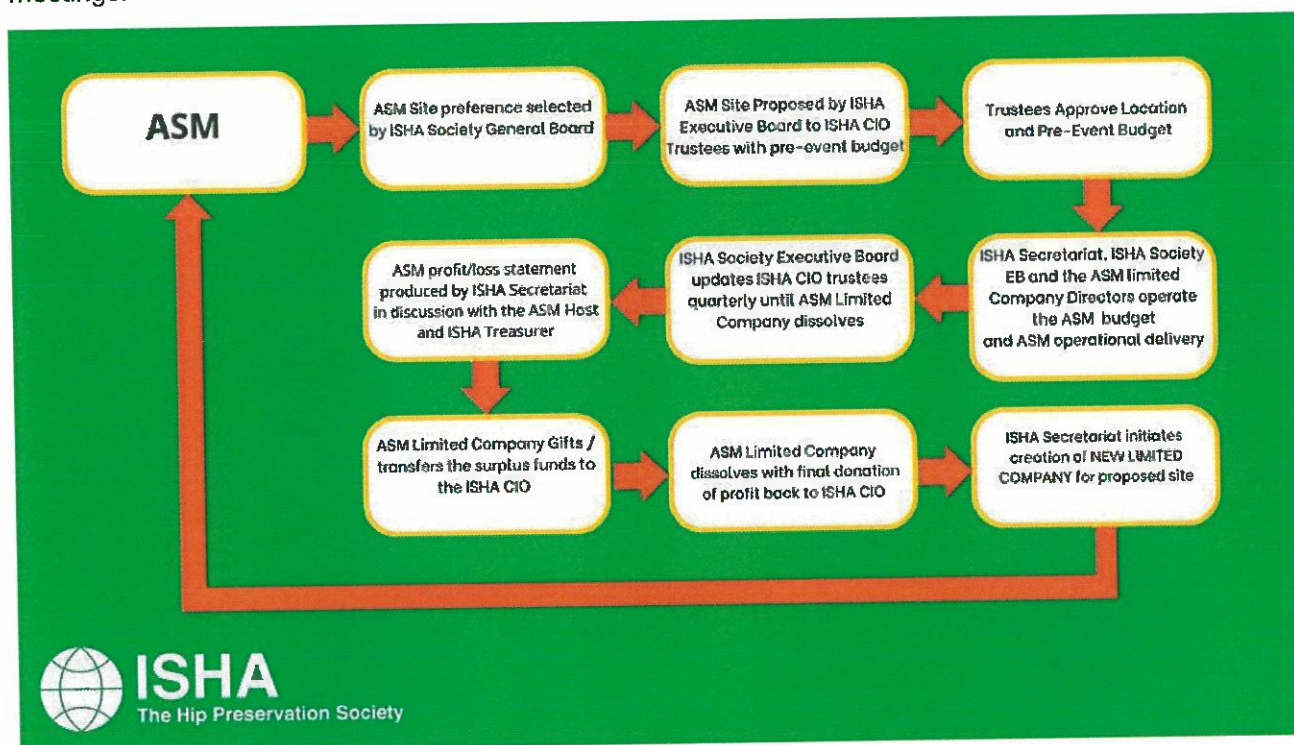 meetings.
ASM
ASM Site preference selected
by ISHA Society General Board
ASM Site Proposed by ISHA
Executive Board to ISHA CIO
Trustees with pre-event budget
Trustees Approve Location
and Pre-Event Budget
ISHA Secretariat, ISHA Society
EB and the ASM limited
Company Directors operate
the ASM budget
and ASM operational delivery
ISHA Society Executive Board
updates ISHA CIO trustees
quarterly until ASM Limited
Company dissolves
ASM profit/loss statement
produced by ISHA Secretariat
in discussion with the ASM Host
and ISHA Treasurer
ASM Limited Company Gifts /
transfers the surplus funds to
the ISHA CIO
ASM Limited Company
dissolves with final donation
of profit back to ISHA CIO
ISHA Secretariat initiates
creation of NEW LIMITED
COMPANY for proposed site
ISHA
The Hip Preservation Society